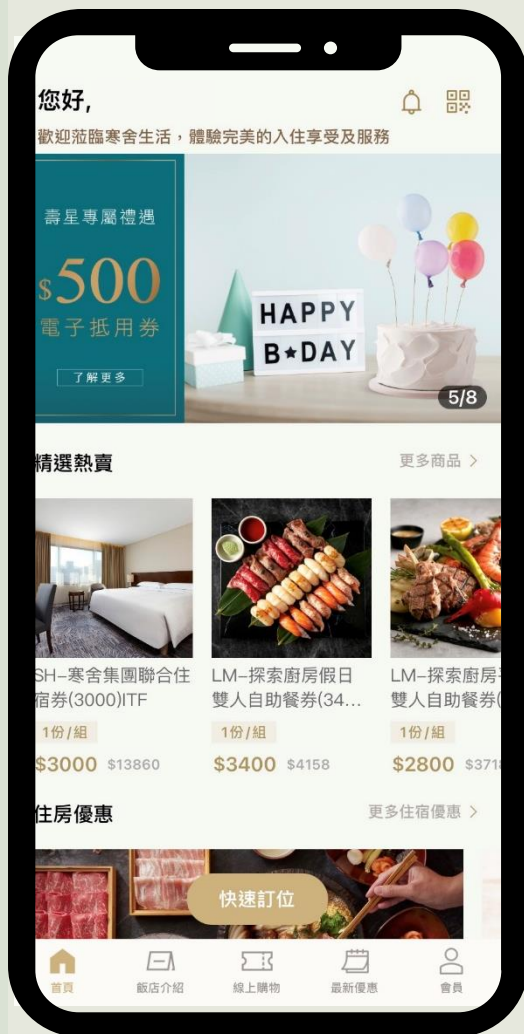 您好,
歡迎蒞臨寒舍生活，體驗完美的入住享受及服務
壽星專屬禮遇
$500
電子抵用券
了解更多
HAPPY
B★DAY
5/8
精選熱賣
更多商品 >
SH–寒舍集團聯合住
宿券(3000)ITF
1份/組
$3000 $13860
LM–探索廚房假日
雙人自助餐券(34...
1份/組
$3400 $4158
LM–探索廚房
雙人自助餐券(
1份/組
$2800 $371
住房優惠
更多住宿優惠 >
快速訂位
首頁
飯店介紹
線上購物
最新優惠
會員